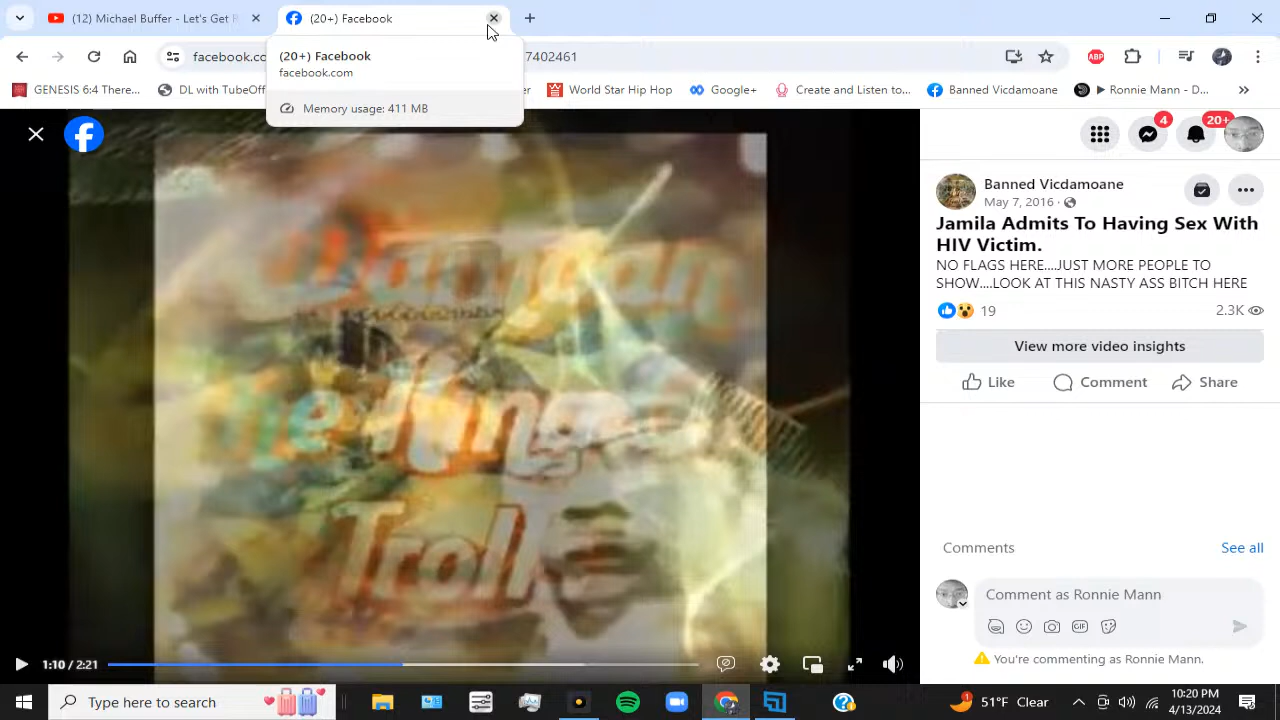 (12) Michael Buffer - Let's Get R
(20+) Facebook
facebook.co
7402461
(20+) Facebook
facebook.com
Memory usage: 411 MB
ABP
GENESIS 6:4 There...
DL with TubeOff
er
World Star Hip Hop
Google+
Create and Listen to...
Banned Vicdamoane
Ronnie Mann - D...
4
20+
Banned Vicdamoane
May 7, 2016
Jamila Admits To Having Sex With
HIV Victim.
NO FLAGS HERE....JUST MORE PEOPLE TO
SHOW....LOOK AT THIS NASTY ASS BITCH HERE
19
2.3K
View more video insights
Like
Comment
Share
Troll
Comments
See all
Comment as Ronnie Mann
GIF
You're commenting as Ronnie Mann.
1:10 / 2:21
Type here to search
1
51°F Clear
10:20 PM
4/13/2024